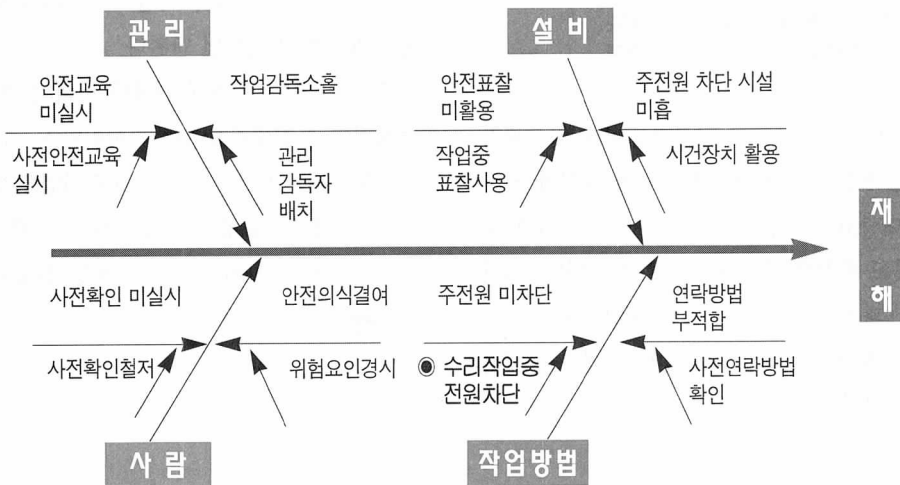 관리
설비
안전교육
미실시
작업감독소홀
안전표찰
미활용
주전원 차단 시설
미흡
사전안전교육
실시
관리
감독자
배치
작업중
표찰사용
시건장치 활용
재
해
사전확인 미실시
안전의식결여
주전원 미차단
연락방법
부적합
사전확인철저
위험요인경시
◉ 수리작업중
전원차단
사전연락방법
확인
사람
작업방법